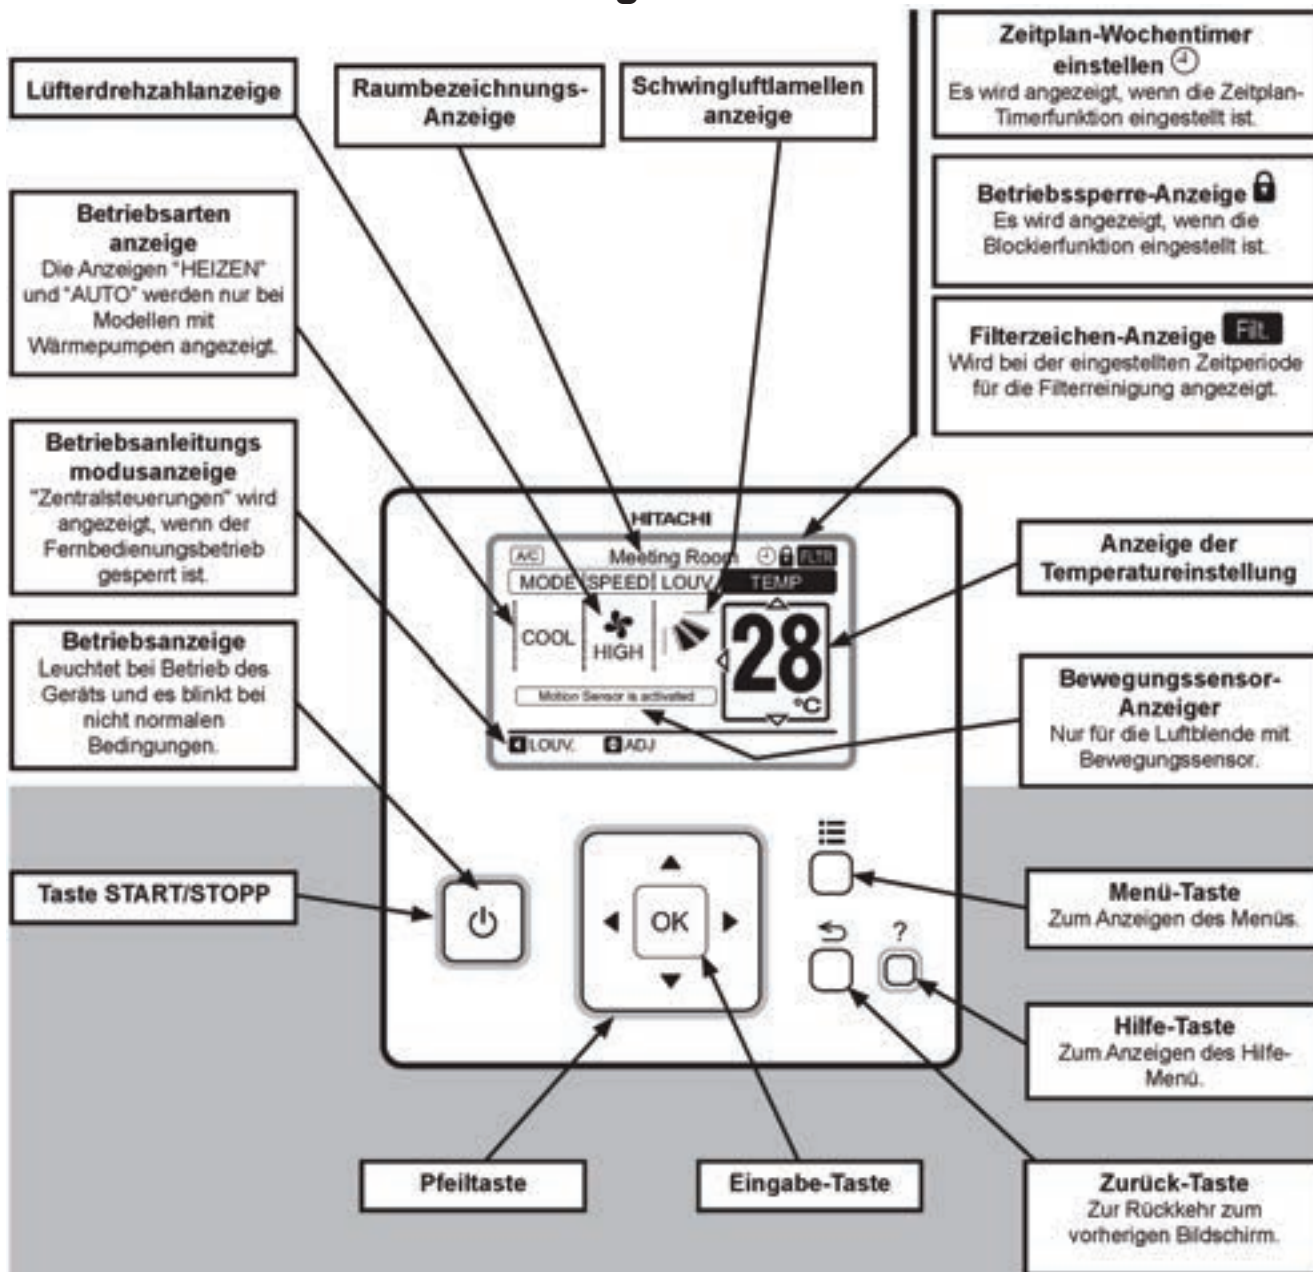 Lüfterdrehzahlanzeige
Raumbezeichnungs-
Anzeige
Schwingluftlamellen
anzeige
Zeitplan-Wochentimer
einstellen
Es wird angezeigt, wenn die Zeitplan-
Timerfunktion eingestellt ist.
Betriebssperre-Anzeige
Es wird angezeigt, wenn die
Blockierfunktion eingestellt ist.
Filterzeichen-Anzeige Filt.
Wird bei der eingestellten Zeitperiode
für die Filterreinigung angezeigt.
Betriebsarten
anzeige
Die Anzeigen "HEIZEN"
und "AUTO" werden nur bei
Modellen mit
Wärmepumpen angezeigt.
Betriebsanleitungs
modusanzeige
"Zentralsteuerungen" wird
angezeigt, wenn der
Fernbedienungsbetrieb
gesperrt ist.
Betriebsanzeige
Leuchtet bei Betrieb des
Geräts und es blinkt bei
nicht normalen
Bedingungen.
Taste START/STOPP
HITACHI
A/C Meeting Room
MODE SPEED LOUV. TEMP
COOL HIGH 28 °C
Motion Sensor is activated
LOUV. ADJ
OK
?
Anzeige der
Temperatureinstellung
Bewegungssensor-
Anzeiger
Nur für die Luftblende mit
Bewegungssensor.
Menü-Taste
Zum Anzeigen des Menüs.
Hilfe-Taste
Zum Anzeigen des Hilfe-
Menü.
Zurück-Taste
Zur Rückkehr zum
vorherigen Bildschirm.
Pfeiltaste
Eingabe-Taste